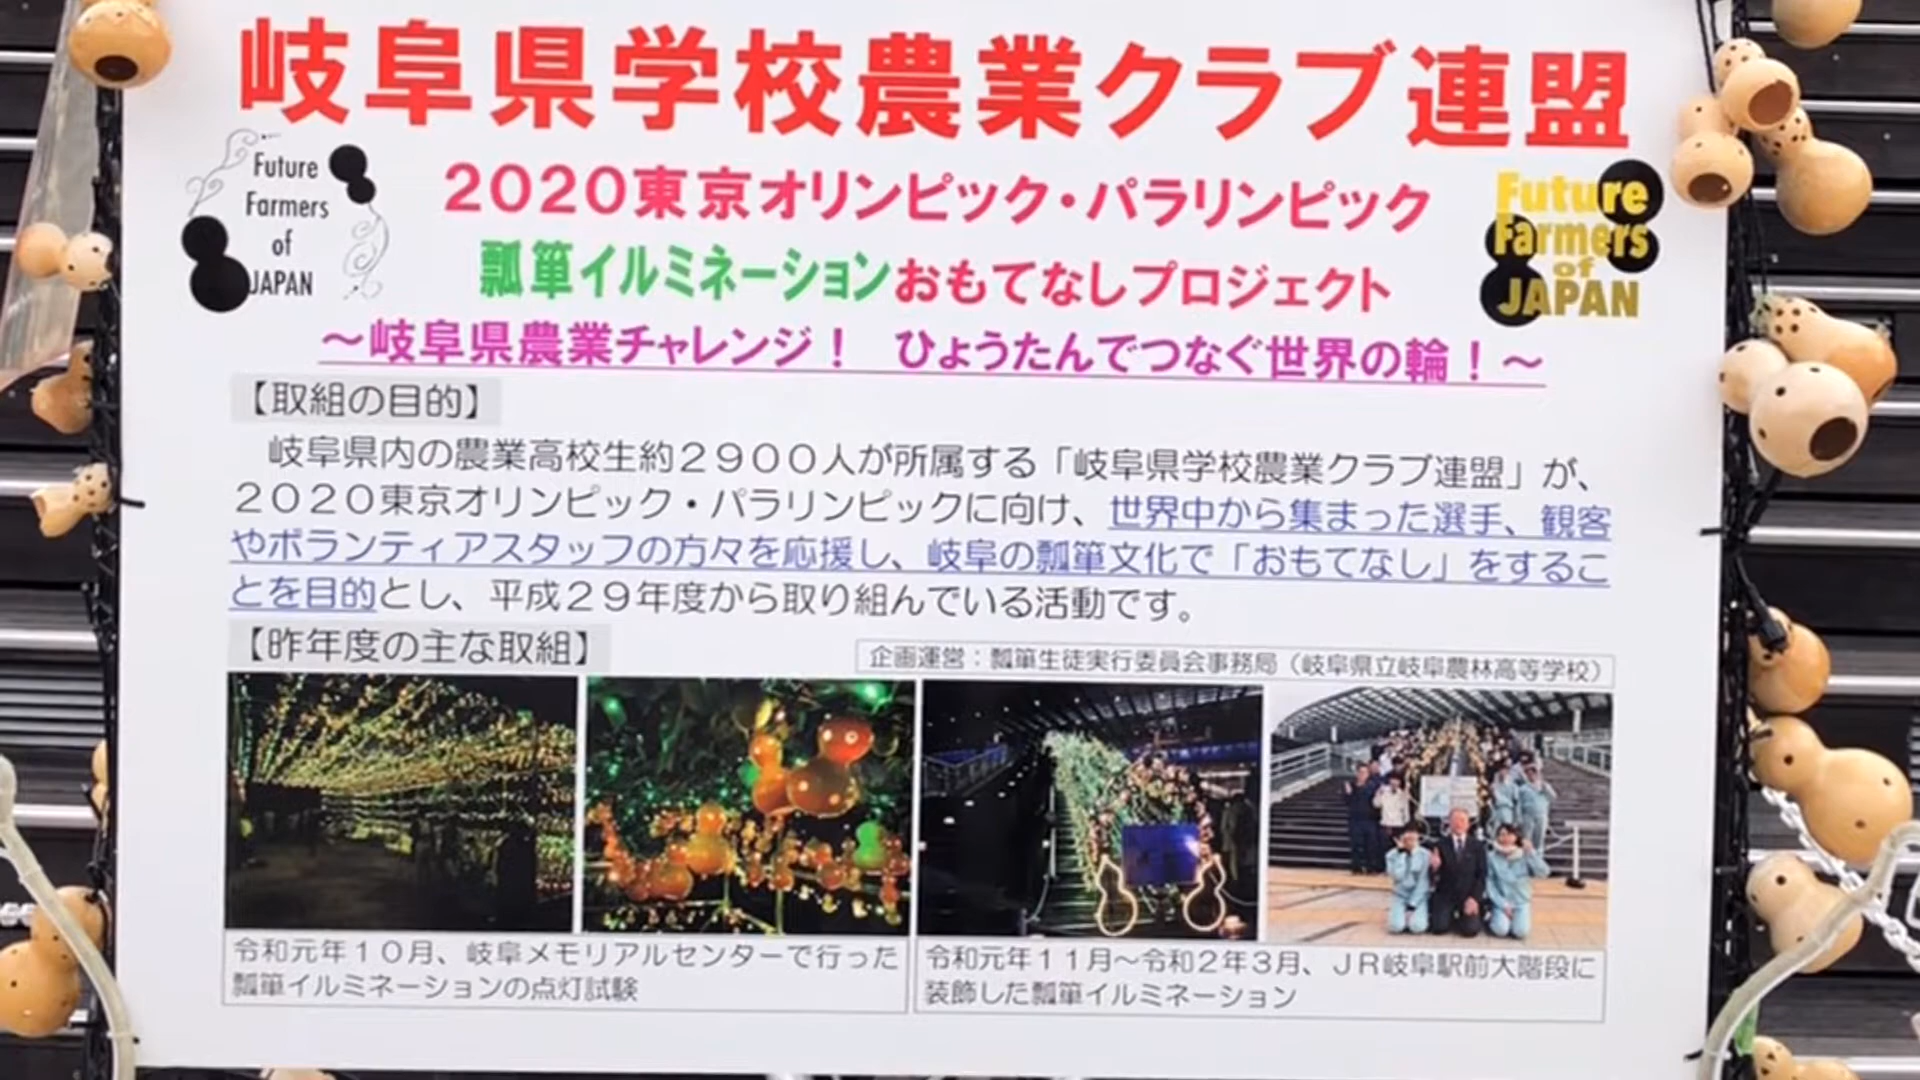 岐阜県学校農業クラブ連盟
Future
Farmers
of
JAPAN
2020東京オリンピック・パラリンピック
瓢箪イルミネーションおもてなしプロジェクト
Future
Farmers
of
JAPAN
～岐阜県農業チャレンジ！ ひょうたんでつなぐ世界の輪！～
【取組の目的】
岐阜県内の農業高校生約２９００人が所属する「岐阜県学校農業クラブ連盟」が、
２０２０東京オリンピック・パラリンピックに向け、世界中から集まった選手、観客
やボランティアスタッフの方々を応援し、岐阜の瓢箪文化で「おもてなし」をするこ
とを目的とし、平成２９年度から取り組んでいる活動です。
【昨年度の主な取組】
企画運営：瓢箪生徒実行委員会事務局（岐阜県立岐阜農林高等学校）
令和元年１０月、岐阜メモリアルセンターで行った
瓢箪イルミネーションの点灯試験
令和元年１１月～令和２年３月、ＪＲ岐阜駅前大階段に
装飾した瓢箪イルミネーション